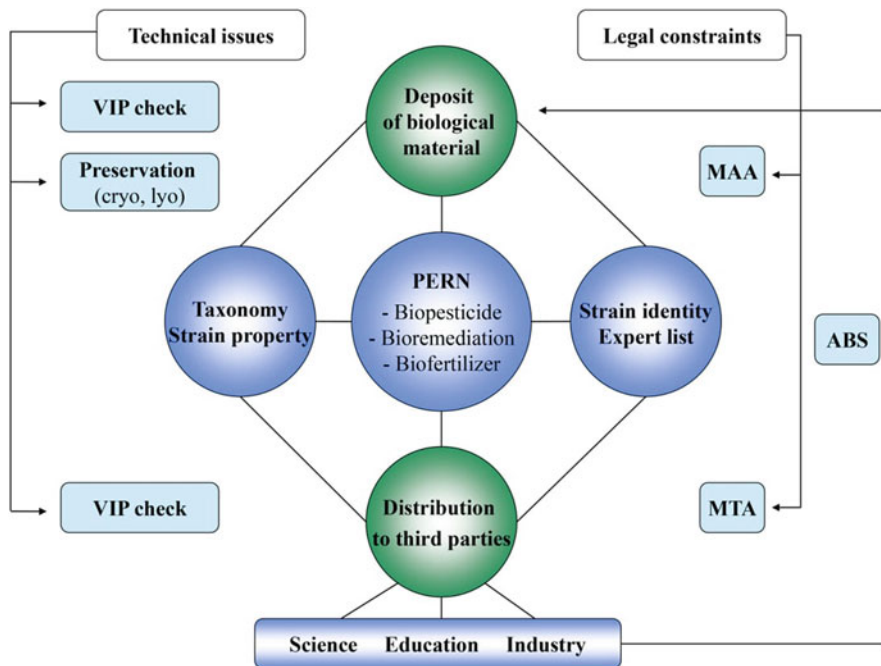 Technical issues
Legal constraints
VIP check
Deposit
of biological
material
Preservation
(cryo, lyo)
MAA
Taxonomy
Strain property
PERN
- Biopesticide
- Bioremediation
- Biofertilizer
Strain identity
Expert list
ABS
VIP check
Distribution
to third parties
MTA
Science Education Industry